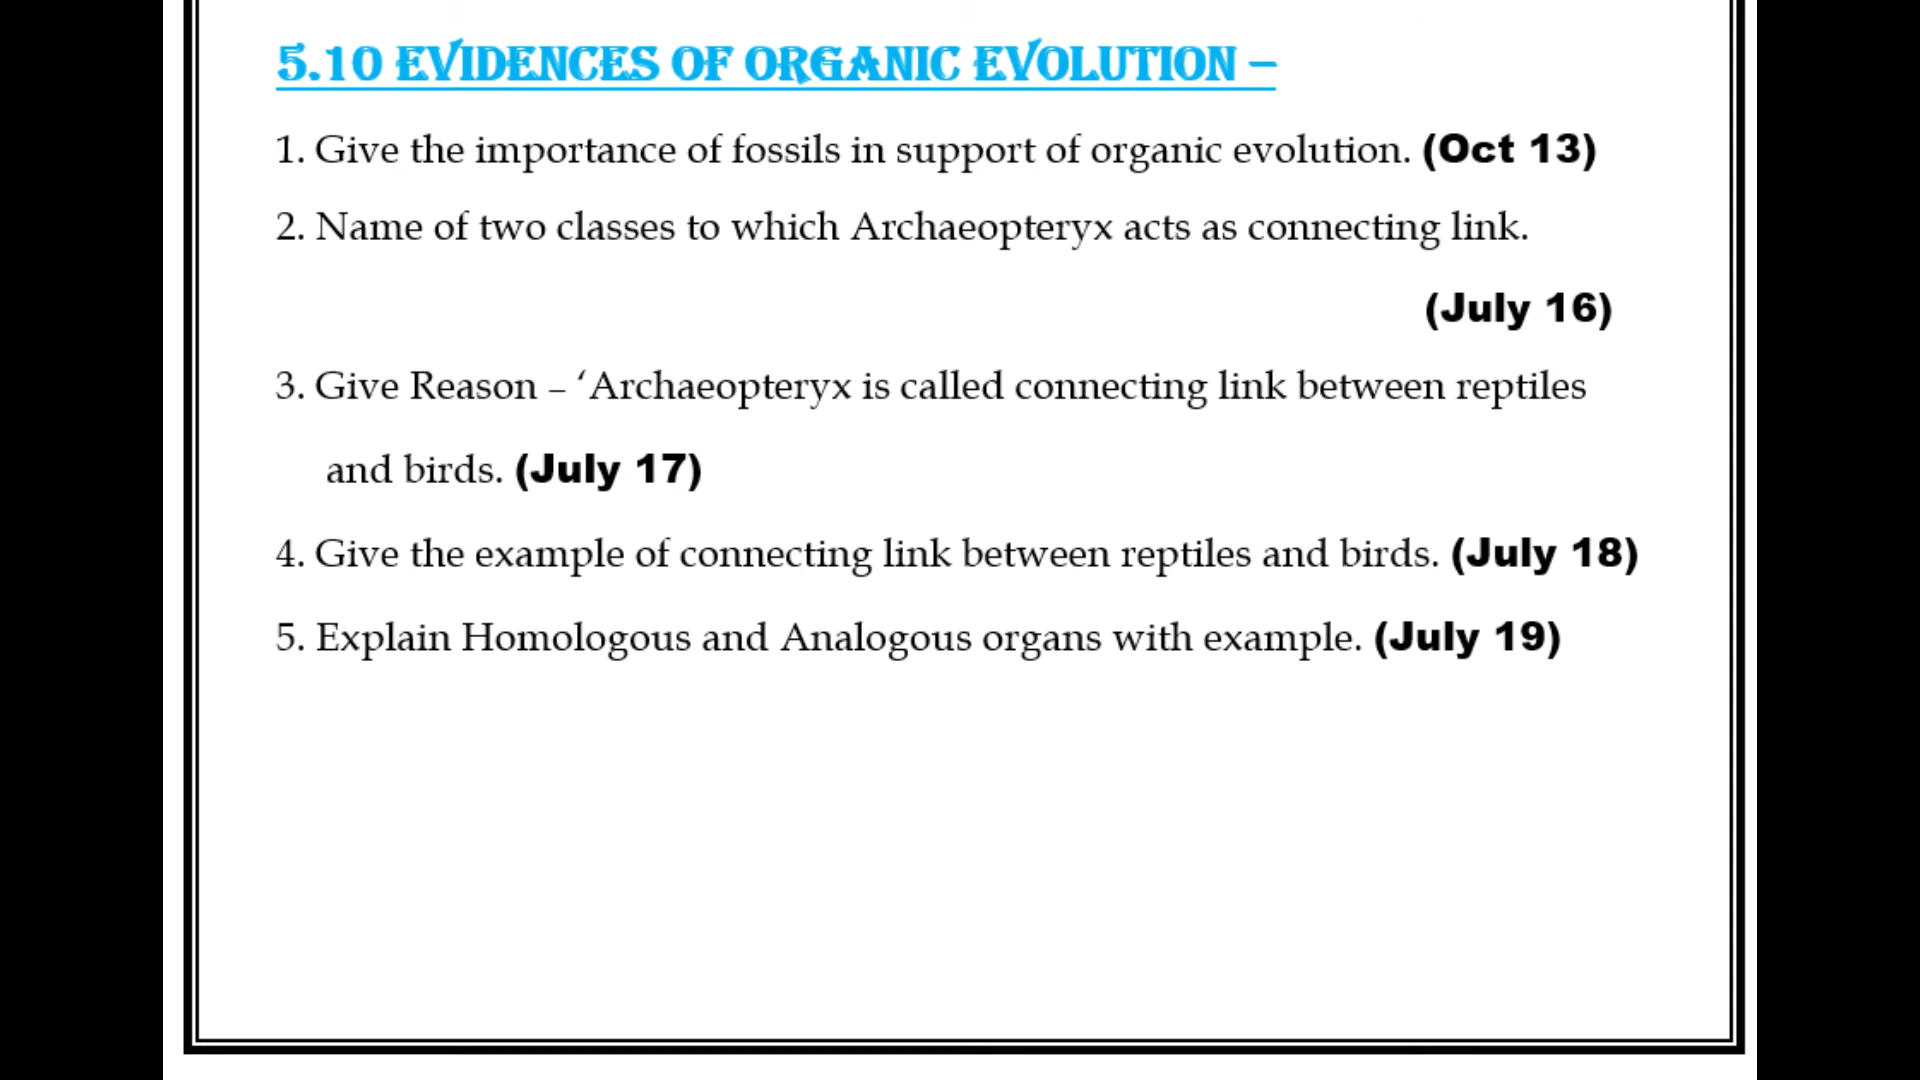 5.10 EVIDENCES OF ORGANIC EVOLUTION –
1. Give the importance of fossils in support of organic evolution. (Oct 13)
2. Name of two classes to which Archaeopteryx acts as connecting link.
(July 16)
3. Give Reason – ‘Archaeopteryx is called connecting link between reptiles
and birds. (July 17)
4. Give the example of connecting link between reptiles and birds. (July 18)
5. Explain Homologous and Analogous organs with example. (July 19)